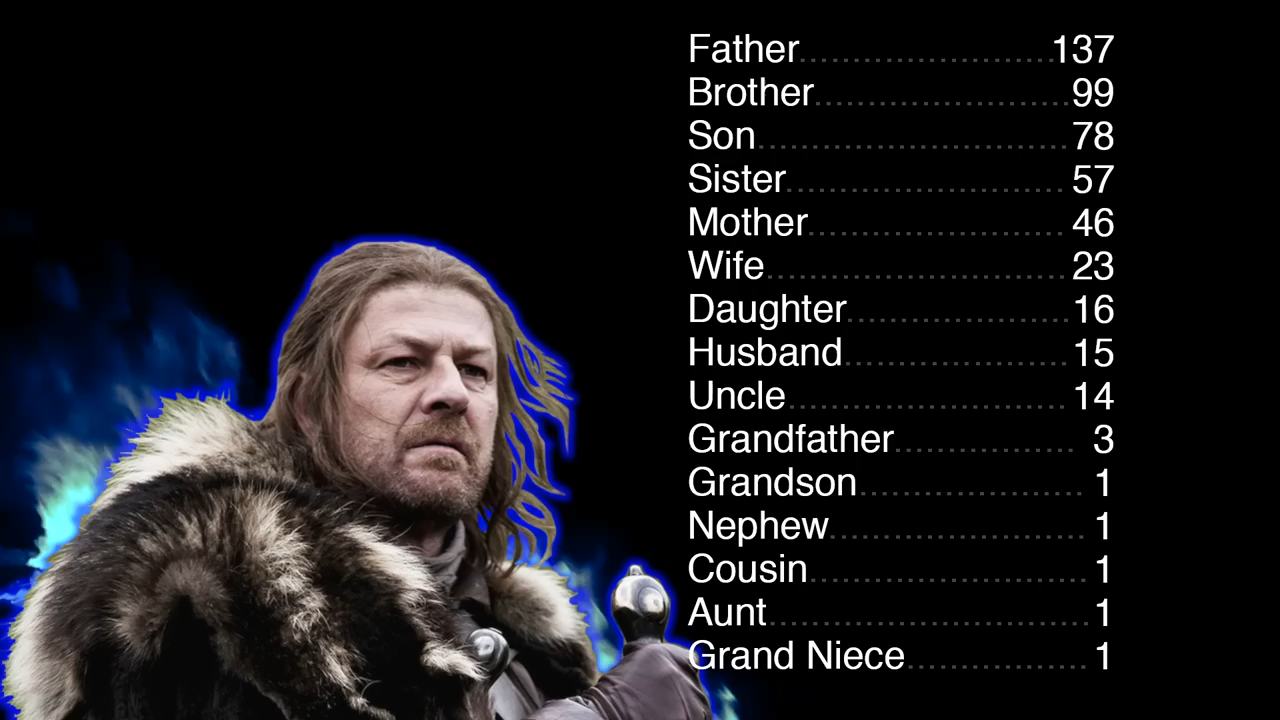 Father........................137
Brother........................99
Son........................78
Sister........................57
Mother........................46
Wife........................23
Daughter........................16
Husband........................15
Uncle........................14
Grandfather........................3
Grandson........................1
Nephew........................1
Cousin........................1
Aunt........................1
Grand Niece........................1